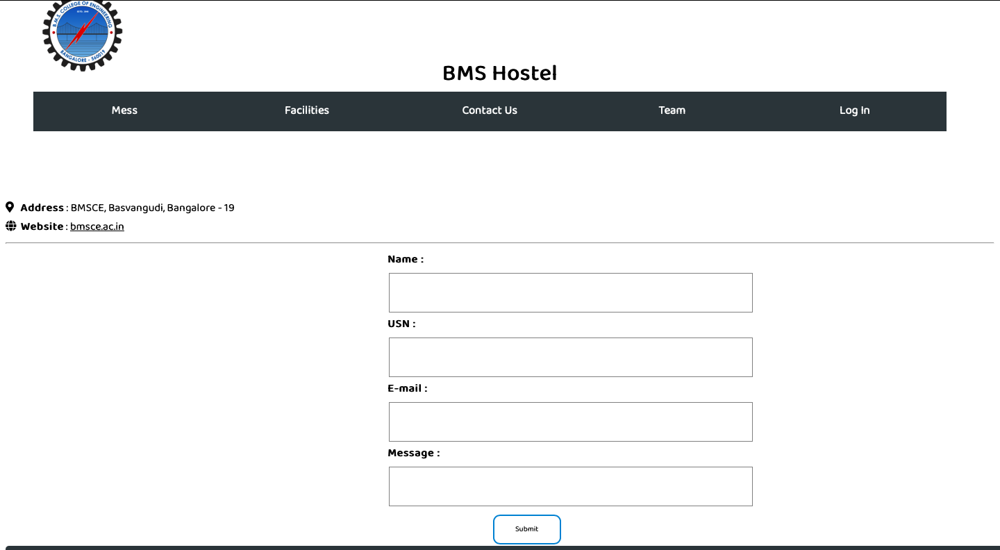 B.M.S. COLLEGE OF ENGINEERING
ESTD. 1946
BANGALORE - 560019
BMS Hostel
Mess Facilities Contact Us Team Log In
Address : BMSCE, Basvangudi, Bangalore - 19
Website : bmsce.ac.in
Name :
USN :
E-mail :
Message :
Submit